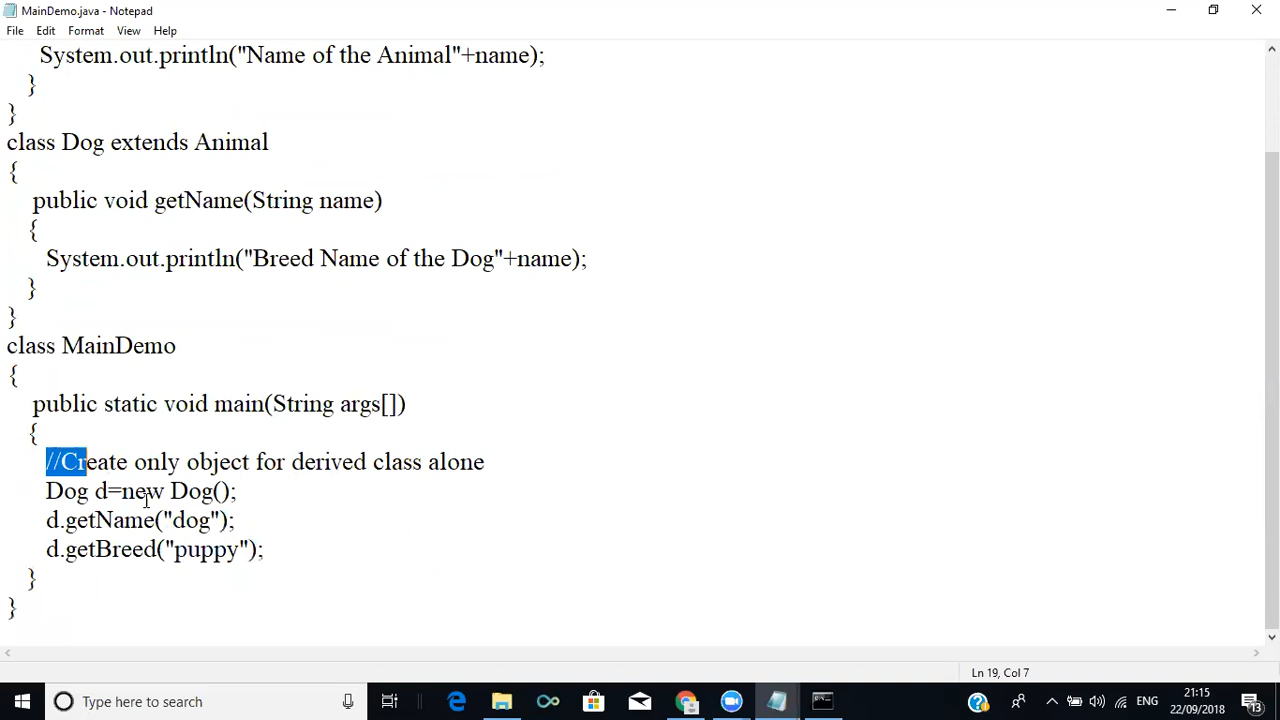 MainDemo.java - Notepad
File Edit Format View Help
System.out.println("Name of the Animal"+name);
}
}
class Dog extends Animal
{
public void getName(String name)
{
System.out.println("Breed Name of the Dog"+name);
}
}
class MainDemo
{
public static void main(String args[])
{
//Create only object for derived class alone
Dog d=new Dog();
d.getName("dog");
d.getBreed("puppy");
}
}
Ln 19, Col 7
Type here to search
ENG
21:15
22/09/2018
13